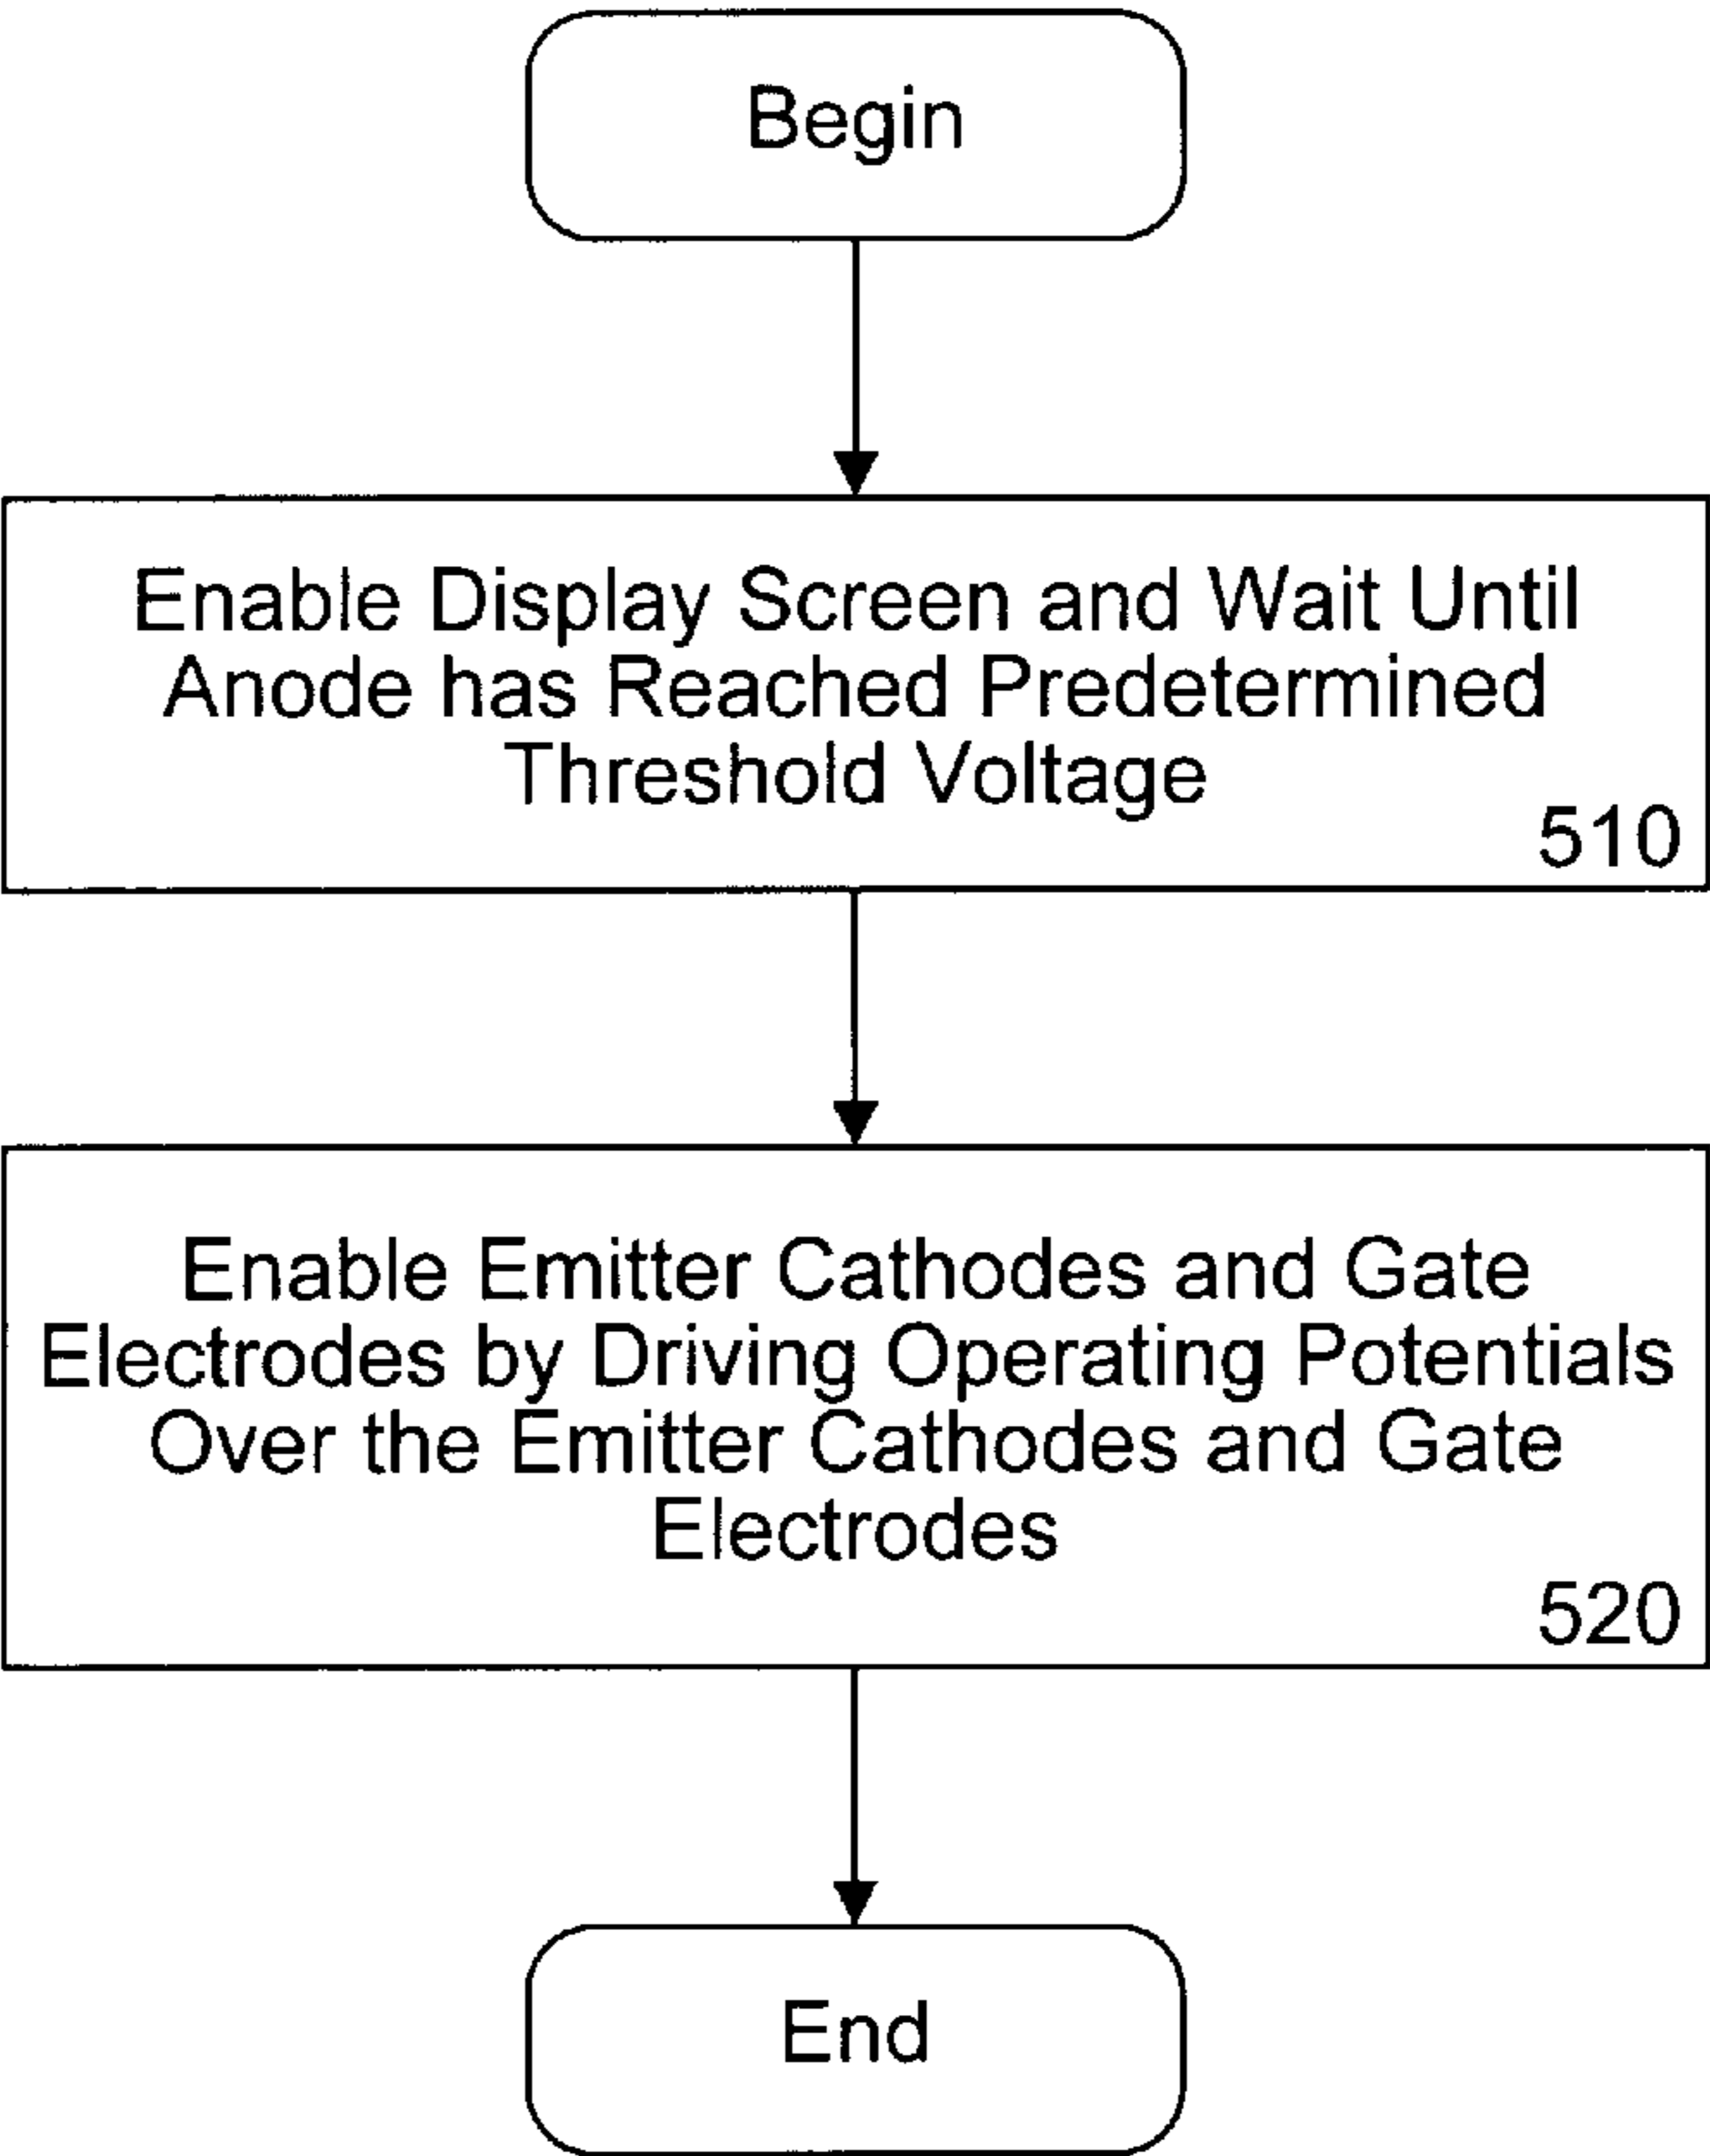 Begin
Enable Display Screen and Wait Until
Anode has Reached Predetermined
Threshold Voltage
510
Enable Emitter Cathodes and Gate
Electrodes by Driving Operating Potentials
Over the Emitter Cathodes and Gate
Electrodes
520
End